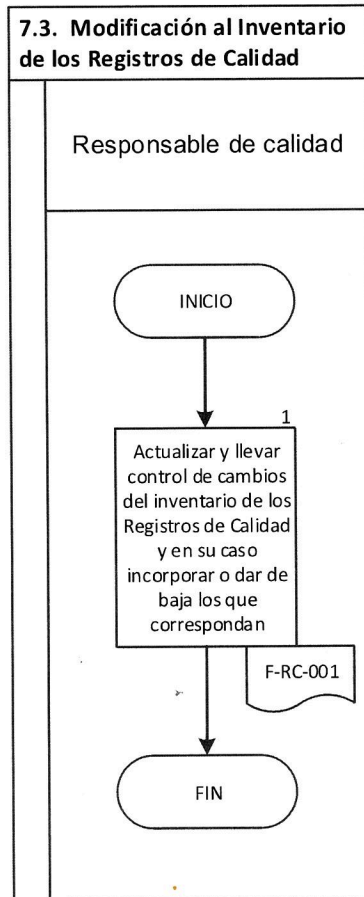 7.3. Modificación al Inventario
de los Registros de Calidad
Responsable de calidad
INICIO
1
Actualizar y llevar
control de cambios
del inventario de los
Registros de Calidad
y en su caso
incorporar o dar de
baja los que
correspondan
F-RC-001
FIN